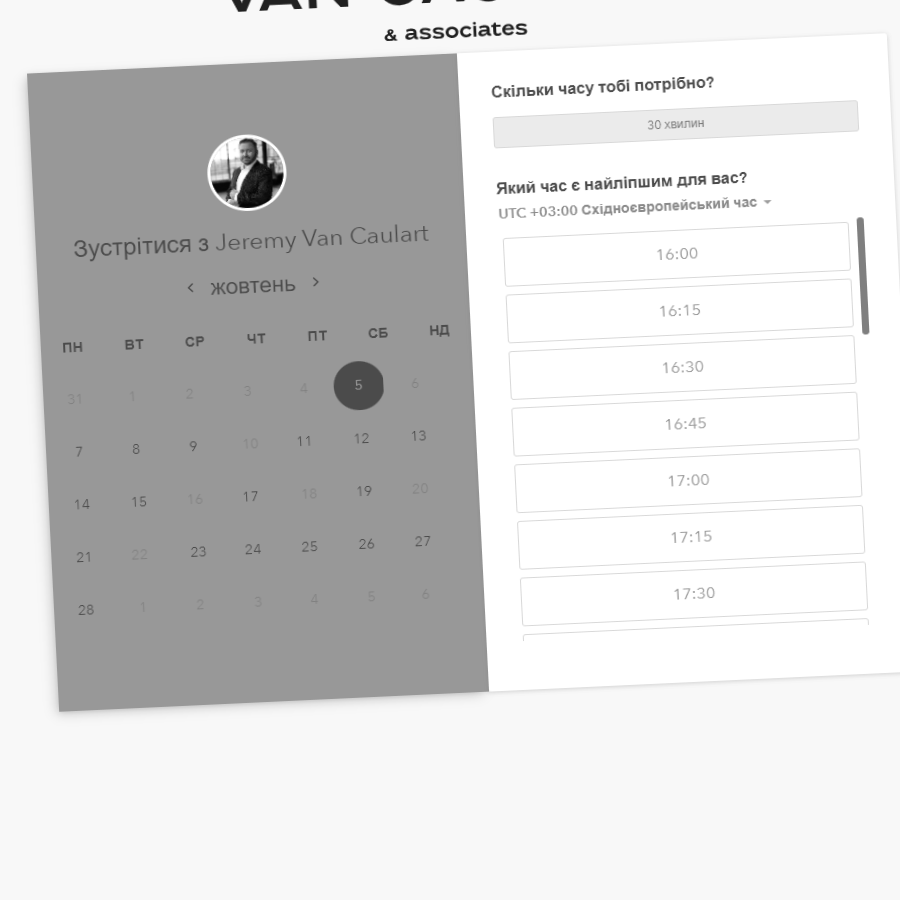 & associates
Зустрітися з Jeremy Van Caulart
жовтень
ПН ВТ СР ЧТ ПТ СБ НД
31 1 2 3 4 5 6
7 8 9 10 11 12 13
14 15 16 17 18 19 20
21 22 23 24 25 26 27
28 1 2 3 4 5 6
Скільки часу тобі потрібно?
30 хвилин
Який час є найліпшим для вас?
UTC +03:00 Східноєвропейський час
16:00
16:15
16:30
16:45
17:00
17:15
17:30